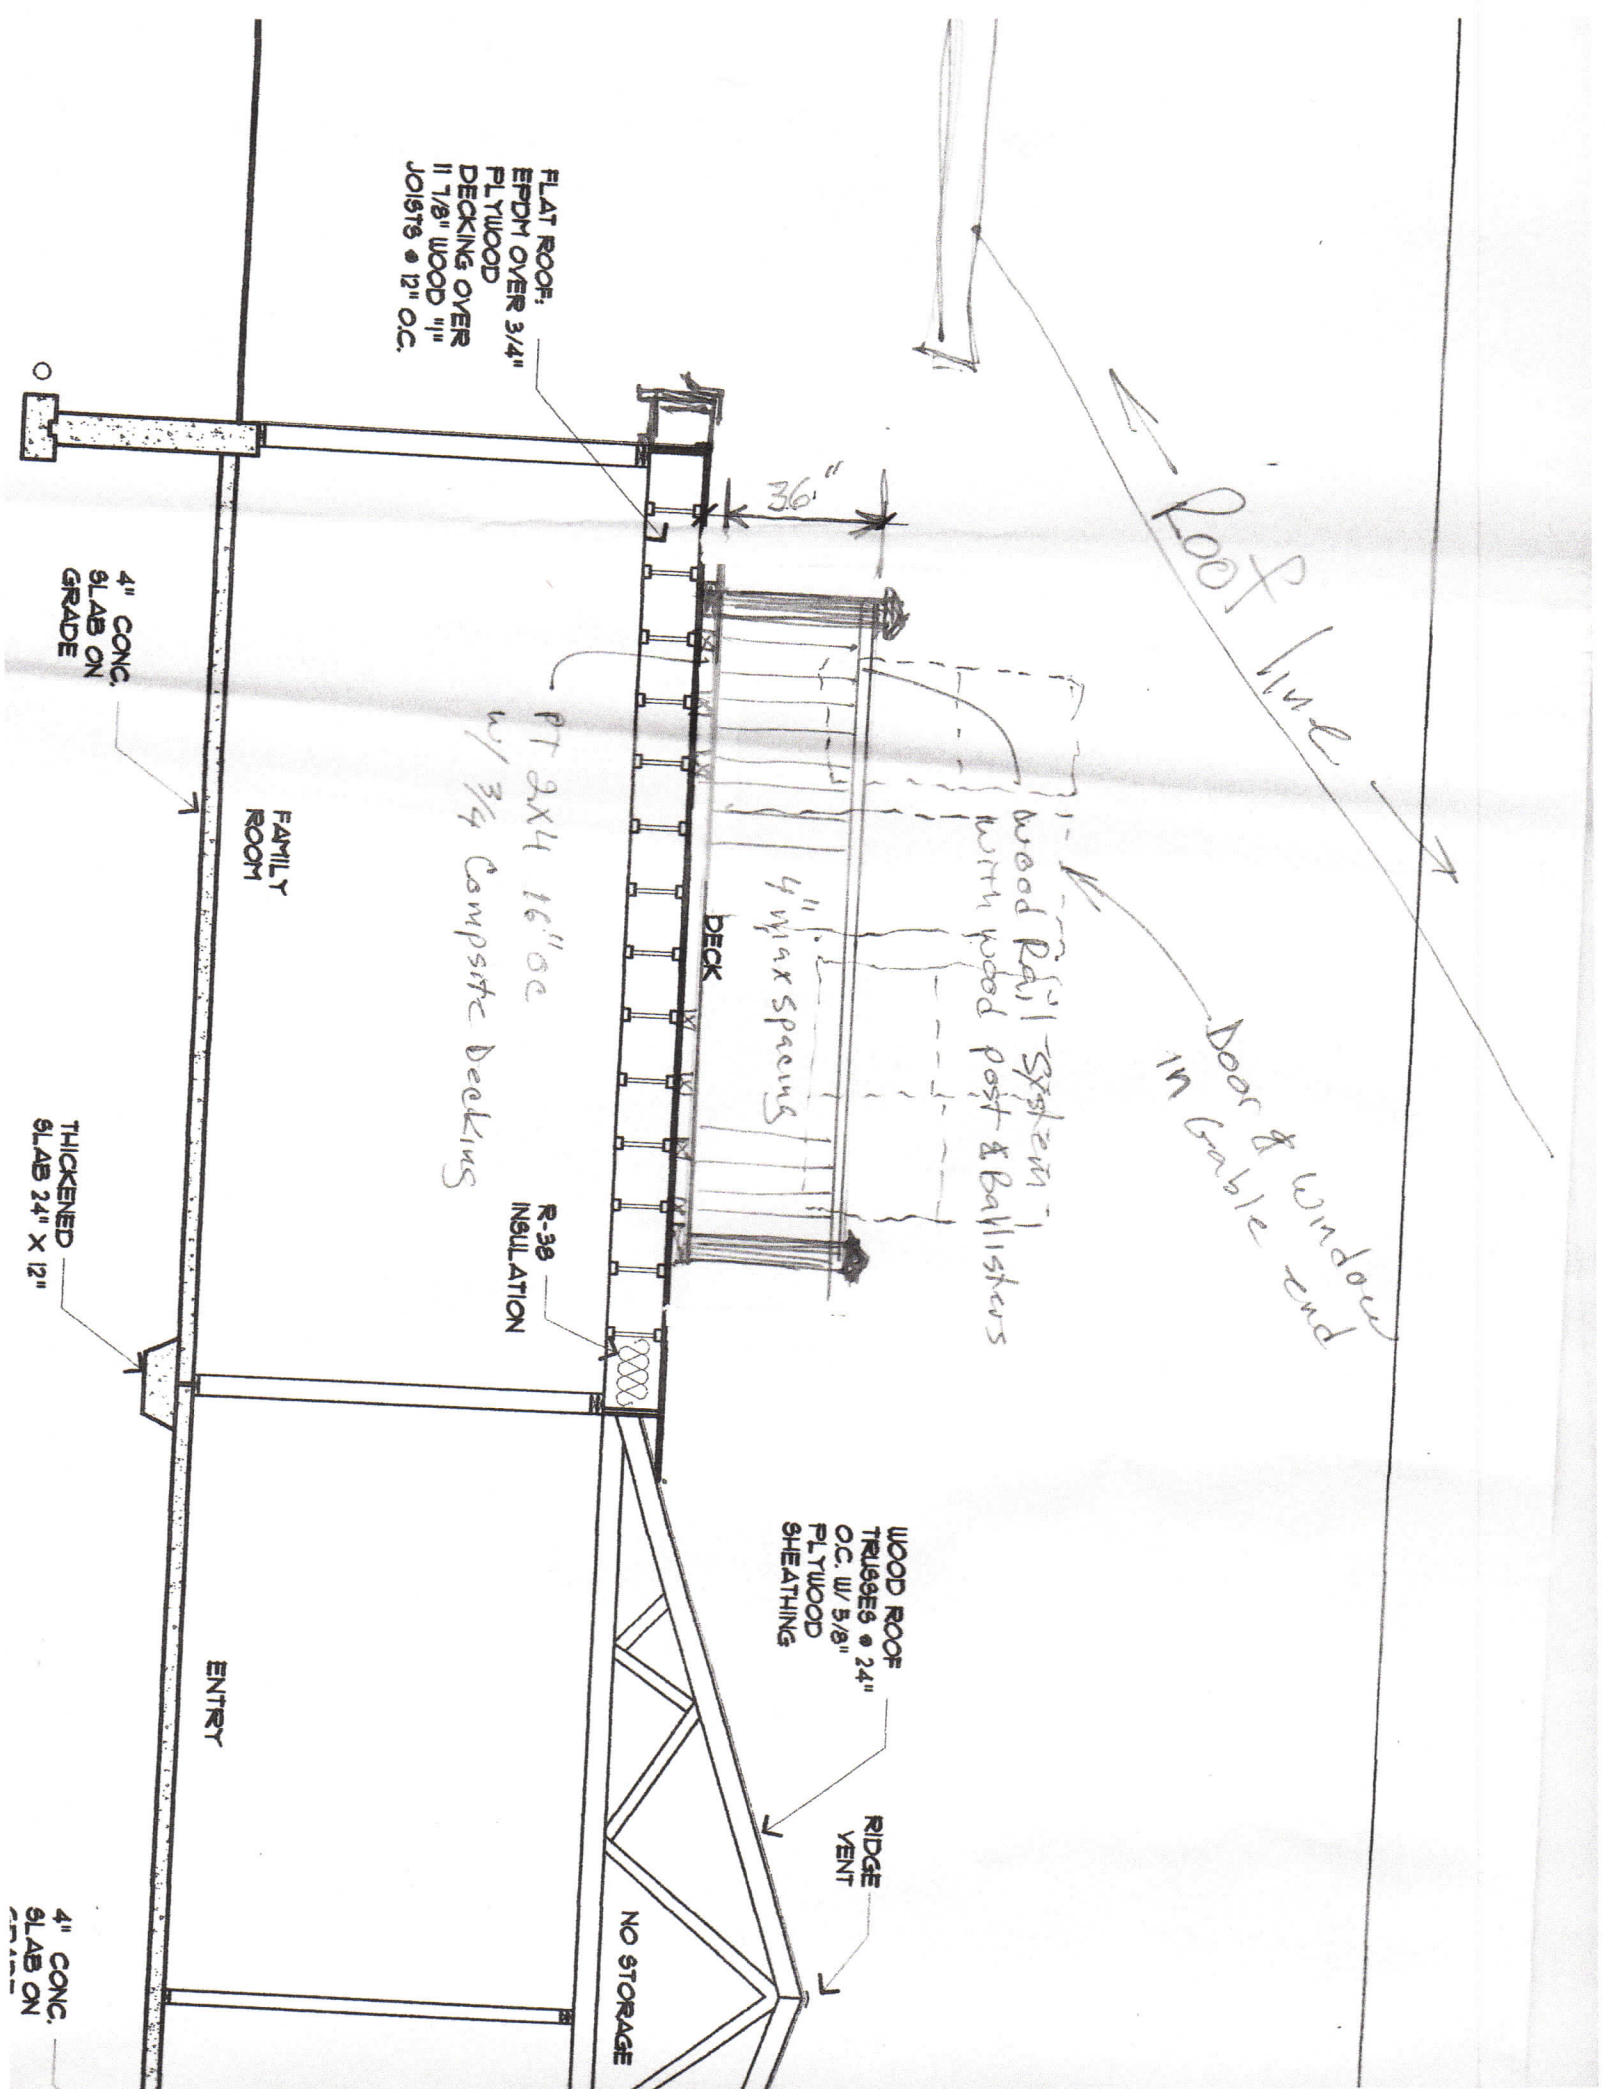 Roof line
Door & Window
in Gable end
Wood Rail System
with wood post & Ballisters
36"
4" max spacing
DECK
FLAT ROOF:
EPDM OVER 3/4"
PLYWOOD
DECKING OVER
11 7/8" WOOD "I"
JOISTS @ 12" O.C.
PT 2x4 16" oc
w/ 3/4 Compsite Decking
R-38
INSULATION
WOOD ROOF
TRUSSES @ 24"
O.C. W/ 5/8"
PLYWOOD
SHEATHING
RIDGE
VENT
NO STORAGE
FAMILY
ROOM
ENTRY
4" CONC.
SLAB ON
GRADE
THICKENED
SLAB 24" X 12"
4" CONC.
SLAB ON